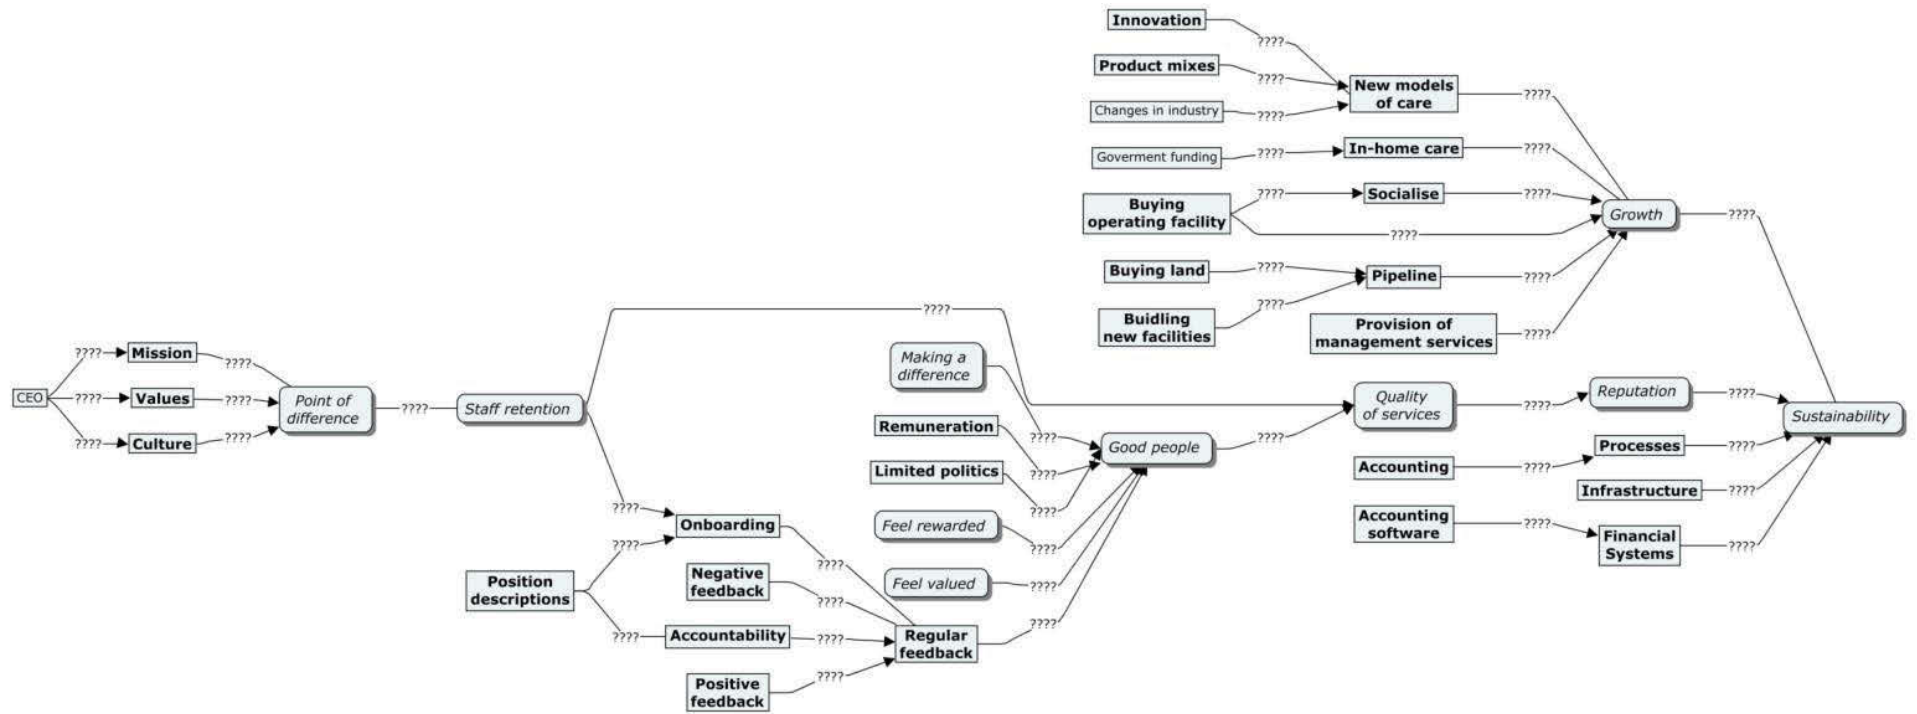 Innovation
????
Product mixes
????
New models
of care
????
Changes in industry
????
Goverment funding
????
In-home care
????
Buying
operating facility
????
Socialise
????
????
Growth
????
Buying land
????
Pipeline
????
Buidling
new facilities
????
Provision of
management services
????
????
CEO
????
Mission
????
????
Values
????
????
Culture
????
Point of
difference
????
Staff retention
Making a
difference
????
Remuneration
????
Limited politics
????
Feel rewarded
????
Feel valued
????
Good people
????
Quality
of services
????
Reputation
????
Sustainability
Accounting
????
Processes
????
Infrastructure
????
Accounting
software
????
Financial
Systems
????
????
Onboarding
????
Position
descriptions
????
????
Negative
feedback
????
Accountability
????
Positive
feedback
????
Regular
feedback
????